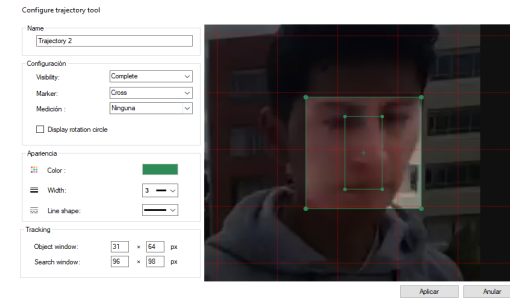 Configure trajectory tool
Name
Trajectory 2
Configuración
Visibility:
Complete
Marker:
Cross
Medición :
Ninguna
Display rotation circle
Apariencia
Color :
Width:
3
Line shape:
Tracking
Object window:
31 × 64 px
Search window:
96 × 98 px
Aplicar
Anular